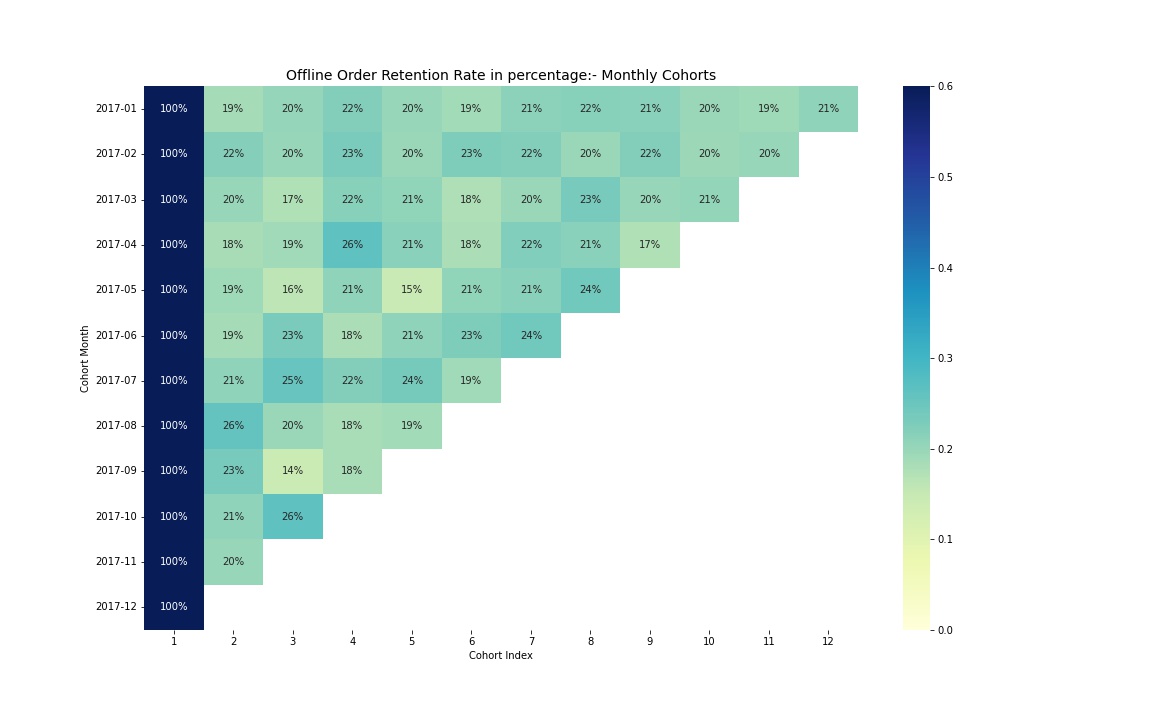 Offline Order Retention Rate in percentage:- Monthly Cohorts
2017-01 100% 19% 20% 22% 20% 19% 21% 22% 21% 20% 19% 21%
2017-02 100% 22% 20% 23% 20% 23% 22% 20% 22% 20% 20%
2017-03 100% 20% 17% 22% 21% 18% 20% 23% 20% 21%
2017-04 100% 18% 19% 26% 21% 18% 22% 21% 17%
2017-05 100% 19% 16% 21% 15% 21% 21% 24%
2017-06 100% 19% 23% 18% 21% 23% 24%
2017-07 100% 21% 25% 22% 24% 19%
2017-08 100% 26% 20% 18% 19%
2017-09 100% 23% 14% 18%
2017-10 100% 21% 26%
2017-11 100% 20%
2017-12 100%
1 2 3 4 5 6 7 8 9 10 11 12
Cohort Index
Cohort Month
0.6
0.5
0.4
0.3
0.2
0.1
0.0